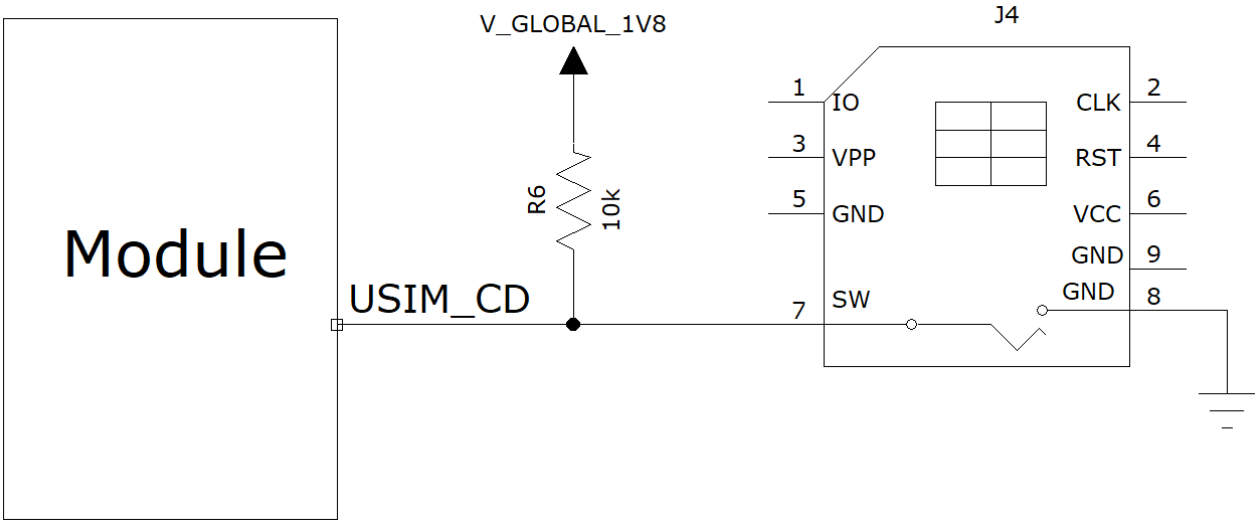 J4
V_GLOBAL_1V8
1
IO
CLK
2
3
VPP
RST
4
R6
10k
5
GND
VCC
6
Module
GND
9
USIM_CD
7
SW
GND
8